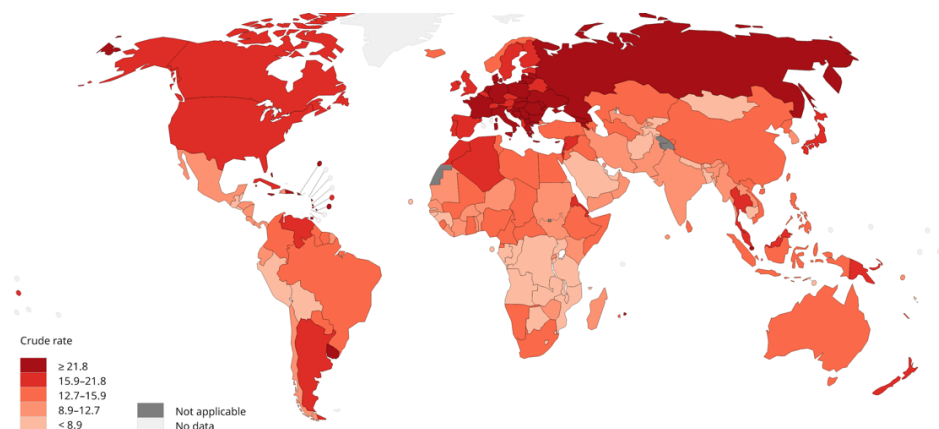 Crude rate
≥ 21.8
15.9–21.8
12.7–15.9
8.9–12.7
< 8.9
Not applicable
No data